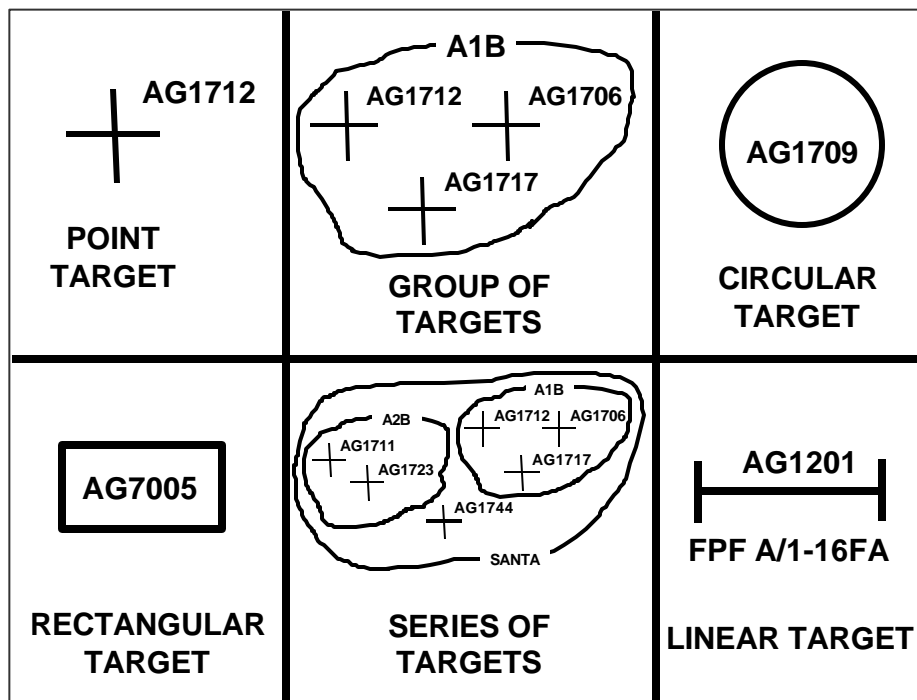 AG1712
POINT
TARGET
A1B
AG1712
AG1706
AG1717
GROUP OF
TARGETS
AG1709
CIRCULAR
TARGET
AG7005
RECTANGULAR
TARGET
A2B
AG1711
AG1723
A1B
AG1712
AG1706
AG1717
AG1744
SANTA
SERIES OF
TARGETS
AG1201
FPF A/1-16FA
LINEAR TARGET